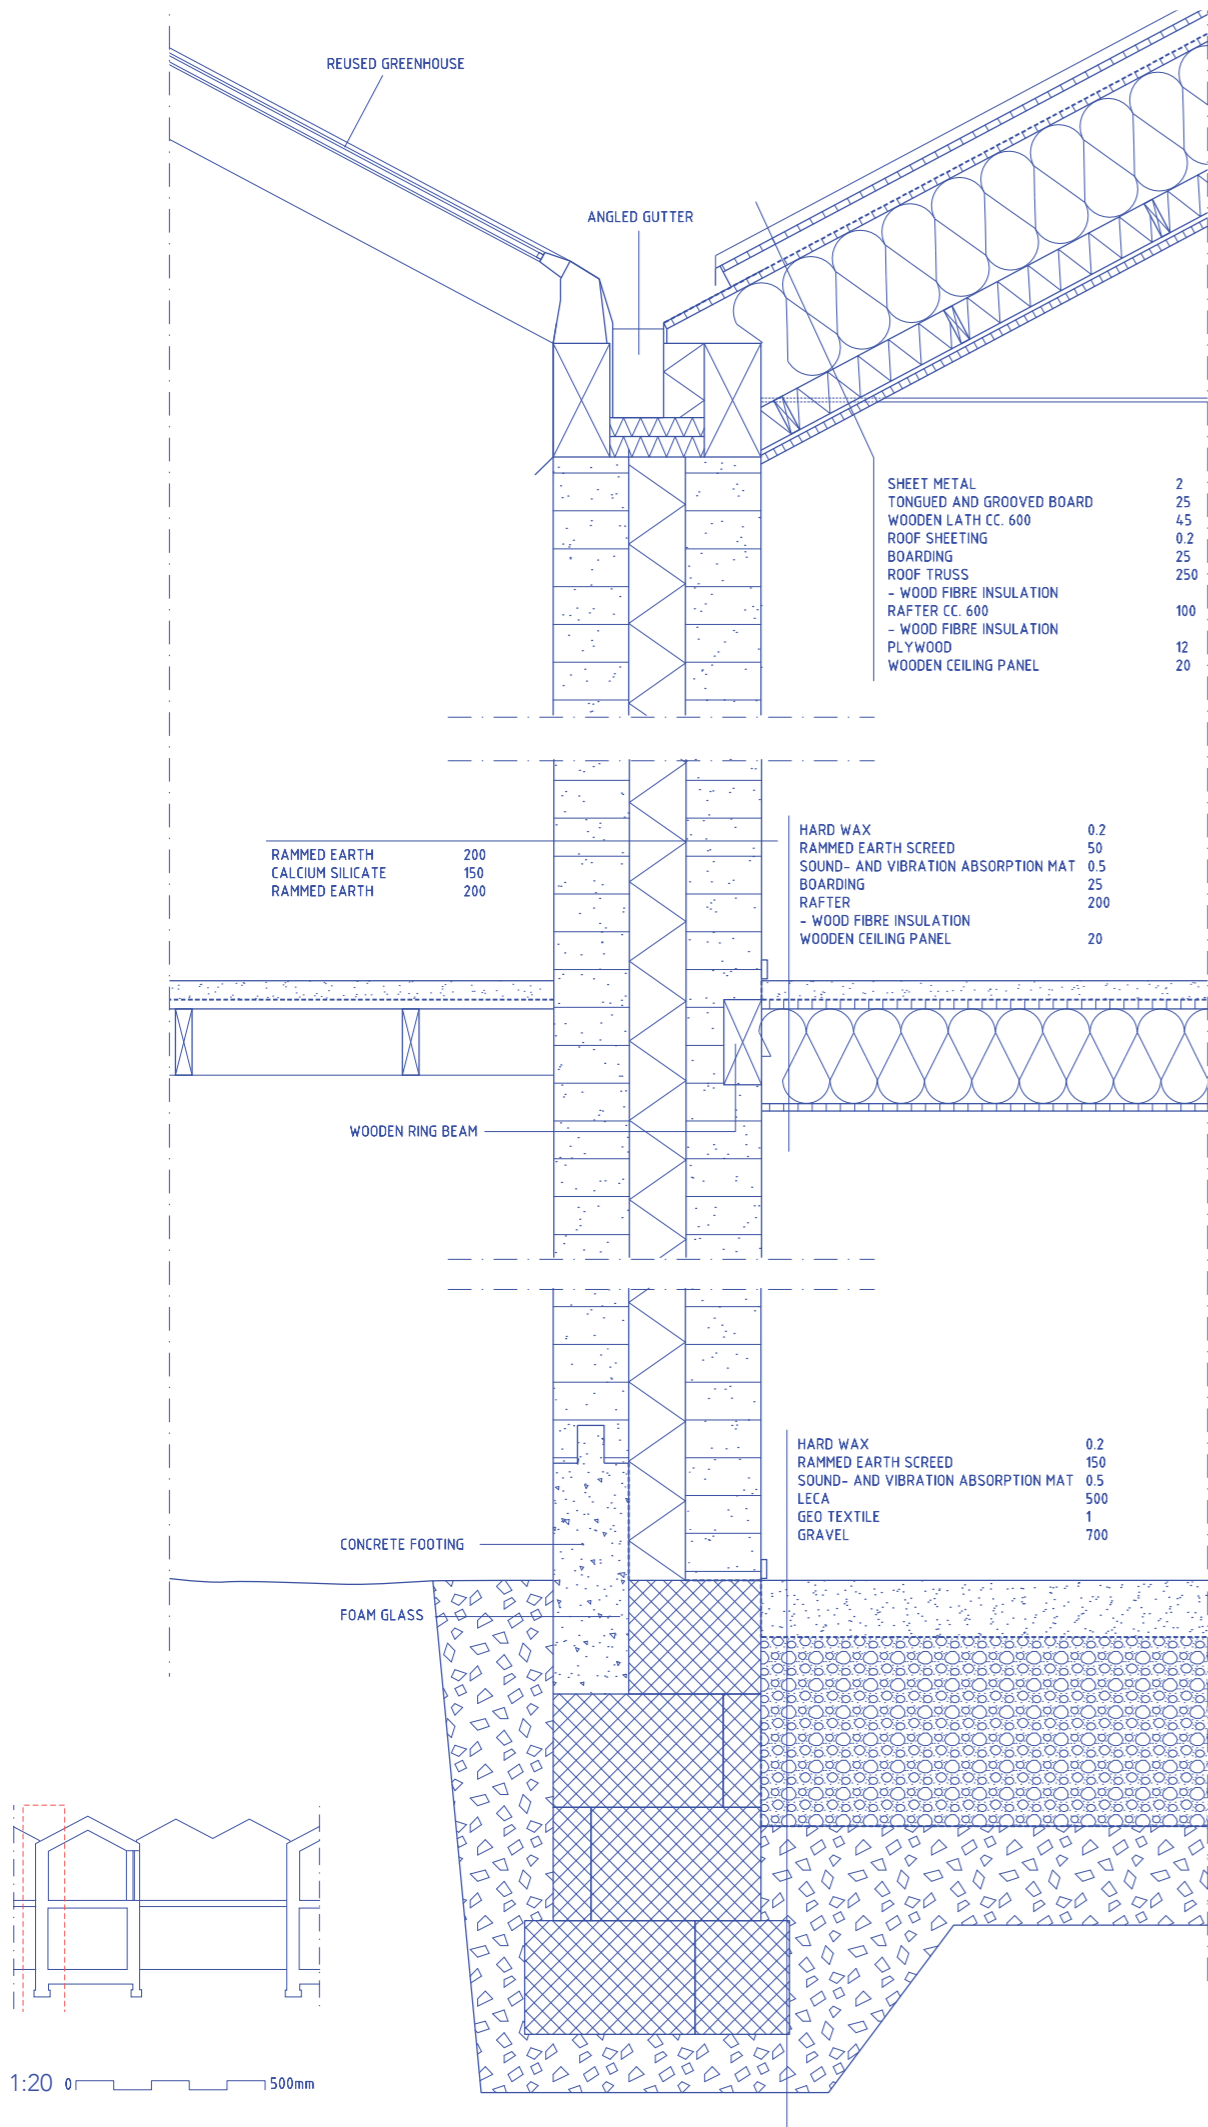 REUSED GREENHOUSE
ANGLED GUTTER
SHEET METAL 2
TONGUED AND GROOVED BOARD 25
WOODEN LATH CC. 600 45
ROOF SHEETING 0.2
BOARDING 25
ROOF TRUSS 250
- WOOD FIBRE INSULATION
RAFTER CC. 600 100
- WOOD FIBRE INSULATION
PLYWOOD 12
WOODEN CEILING PANEL 20
RAMMED EARTH 200
CALCIUM SILICATE 150
RAMMED EARTH 200
HARD WAX 0.2
RAMMED EARTH SCREED 50
SOUND- AND VIBRATION ABSORPTION MAT 0.5
BOARDING 25
RAFTER 200
- WOOD FIBRE INSULATION
WOODEN CEILING PANEL 20
WOODEN RING BEAM
HARD WAX 0.2
RAMMED EARTH SCREED 150
SOUND- AND VIBRATION ABSORPTION MAT 0.5
LECA 500
GEO TEXTILE 1
GRAVEL 700
CONCRETE FOOTING
FOAM GLASS
1:20 0 500mm